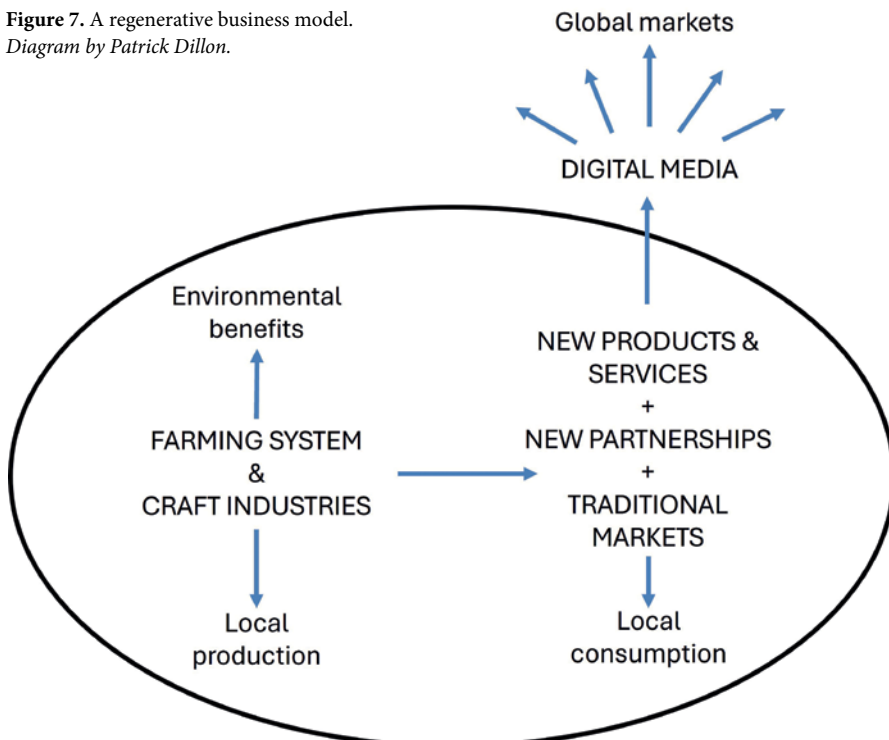 Figure 7. A regenerative business model.
Diagram by Patrick Dillon.
Global markets
DIGITAL MEDIA
Environmental
benefits
FARMING SYSTEM
&
CRAFT INDUSTRIES
Local
production
NEW PRODUCTS &
SERVICES
+
NEW PARTNERSHIPS
+
TRADITIONAL
MARKETS
Local
consumption